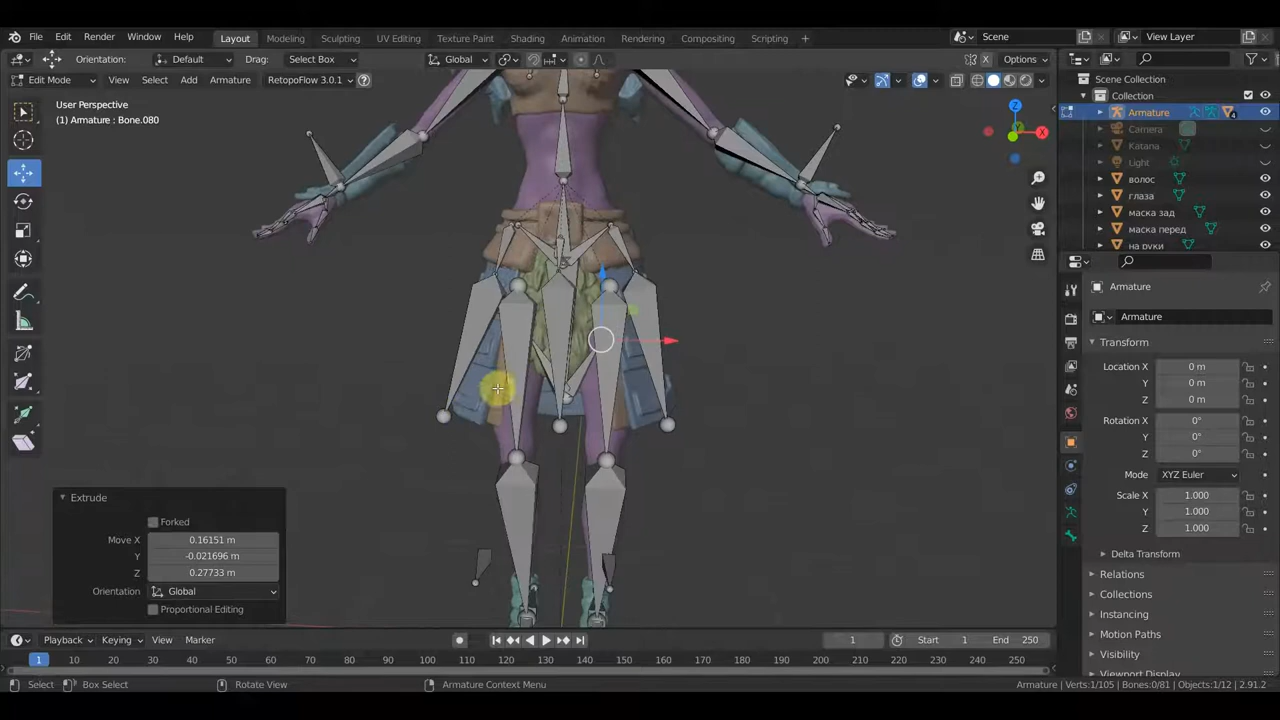 File Edit Render Window Help Layout Modeling Sculpting UV Editing Texture Paint Shading Animation Rendering Compositing Scripting + Scene View Layer
Orientation: Default Drag: Select Box Global X Options
Edit Mode View Select Add Armature RetopoFlow 3.0.1 ?
Scene Collection
Collection
Armature
Camera
Katana
Light
волос
глаза
маска зад
маска перед
на руки
User Perspective
(1) Armature : Bone.080
Z
X
Y
Armature
Armature
Transform
Location X 0 m
Y 0 m
Z 0 m
Rotation X 0°
Y 0°
Z 0°
Mode XYZ Euler
Scale X 1.000
Y 1.000
Z 1.000
Delta Transform
Relations
Collections
Instancing
Motion Paths
Visibility
Viewport Display
Custom Properties
Extrude
Forked
Move X 0.16151 m
Y -0.021696 m
Z 0.27733 m
Orientation Global
Proportional Editing
Playback Keying View Marker 1 Start 1 End 250
1 10 20 30 40 50 60 70 80 90 100 110 120 130 140 150 160 170 180 190 200 210 220 230 240 250
Select Box Select Rotate View Armature Context Menu Armature | Verts:1/105 | Bones:0/81 | Objects:1/12 | 2.91.2